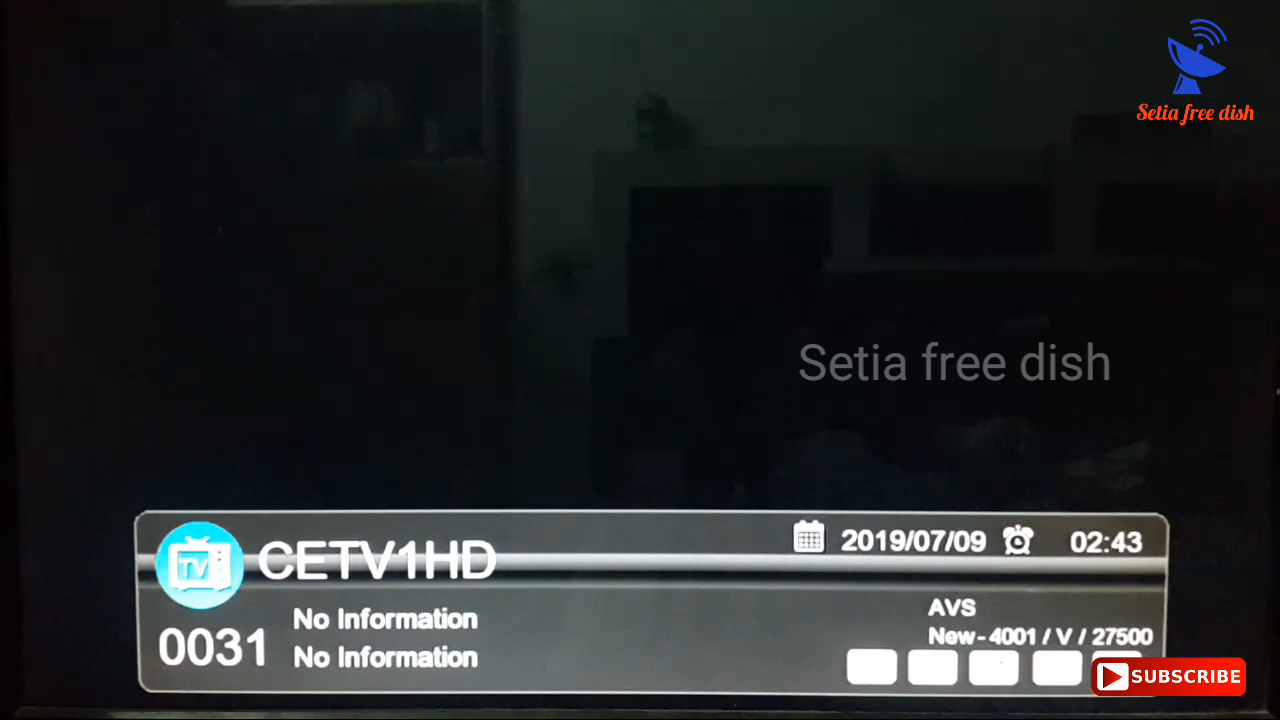 Setia free dish
Setia free dish
TV
CETV1HD
2019/07/09
02:43
0031
No Information
No Information
AVS
New-4001 / V / 27500
SUBSCRIBE